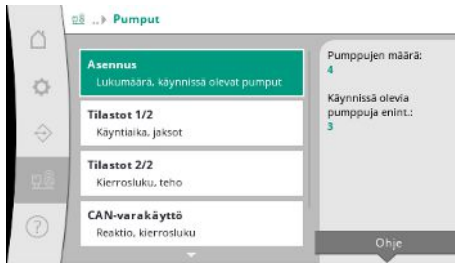 ..▸ Pumput
Asennus
Lukumäärä, käynnissä olevat pumput
Tilastot 1/2
Käyntiaika, jaksot
Tilastot 2/2
Kierrosluku, teho
CAN-varakäyttö
Reaktio, kierrosluku
Pumppujen määrä:
4
Käynnissä olevia
pumppuja enint.:
3
Ohje